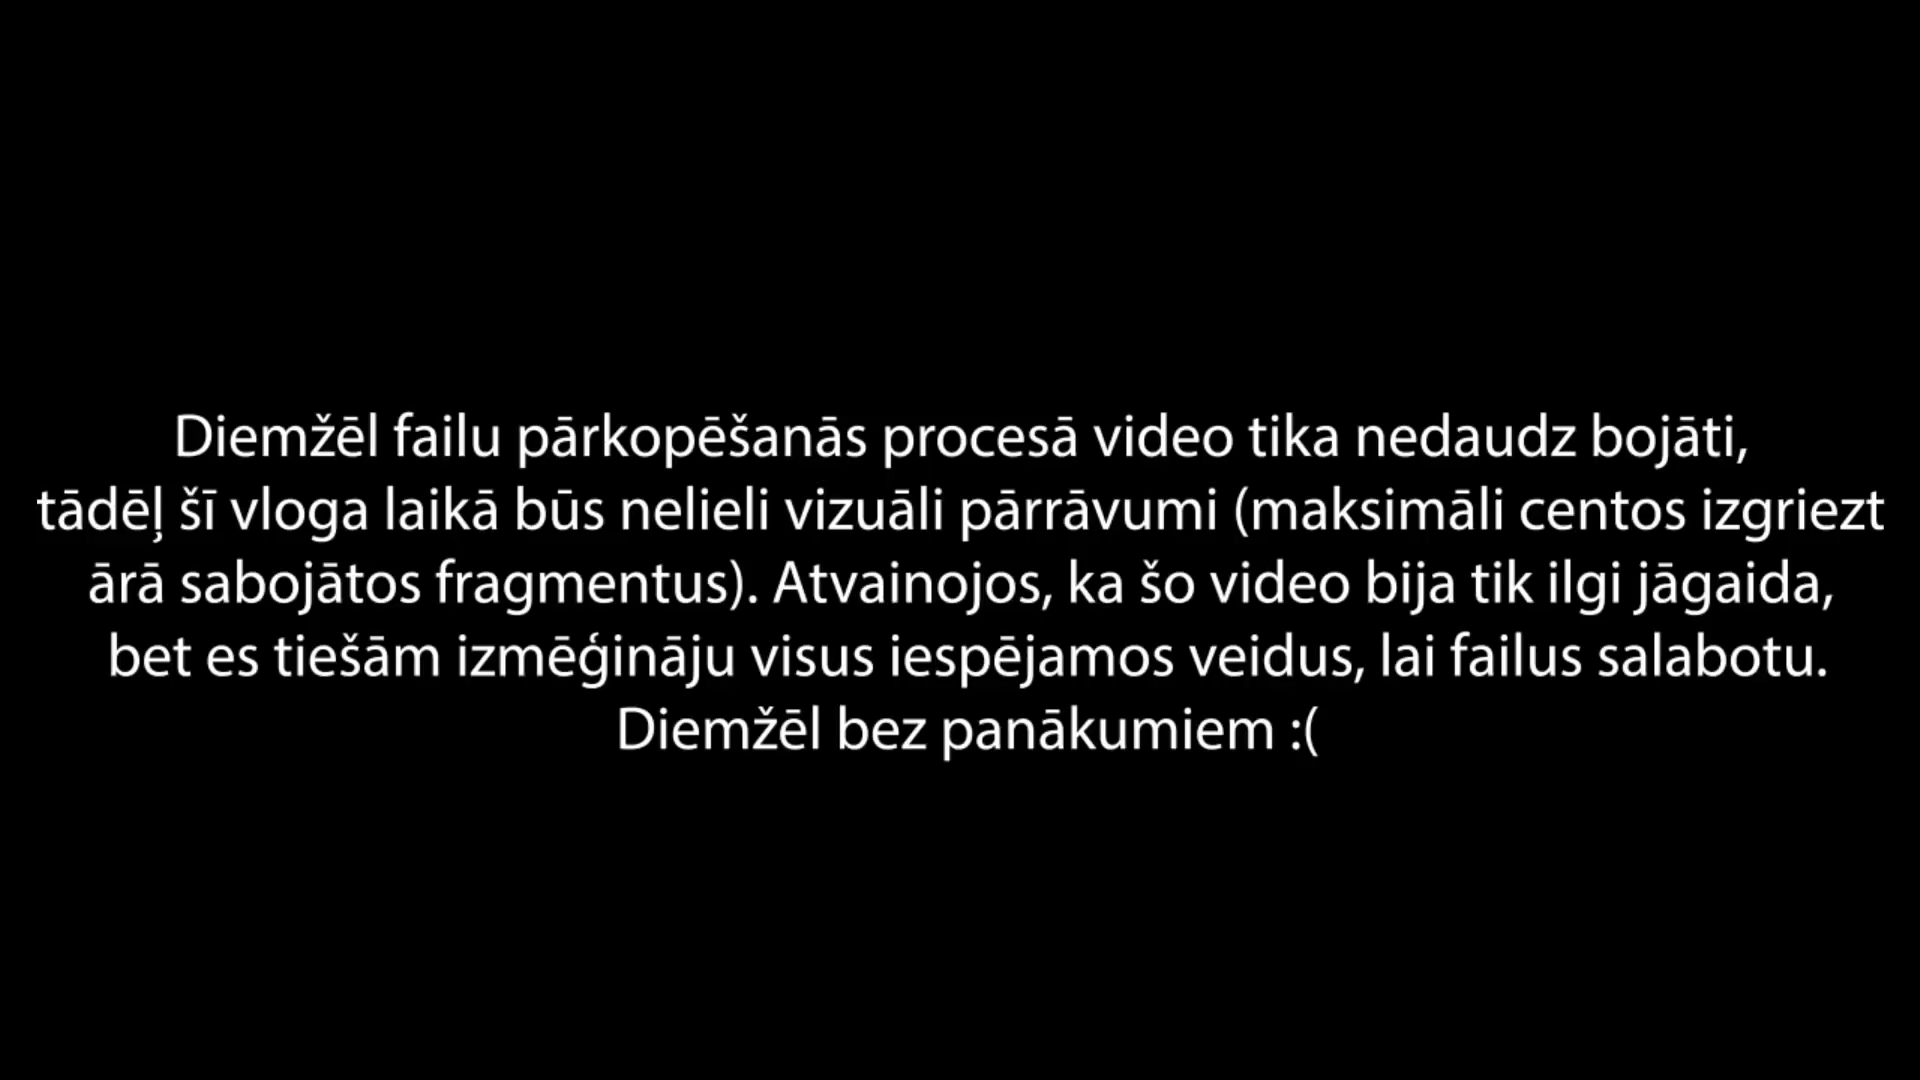 Diemžēl failu pārkopēšanās procesā video tika nedaudz bojāti,
tādēļ šī vloga laikā būs nelieli vizuāli pārrāvumi (maksimāli centos izgriezt
ārā sabojātos fragmentus). Atvainojos, ka šo video bija tik ilgi jāgaida,
bet es tiešām izmēģināju visus iespējamos veidus, lai failus salabotu.
Diemžēl bez panākumiem :(